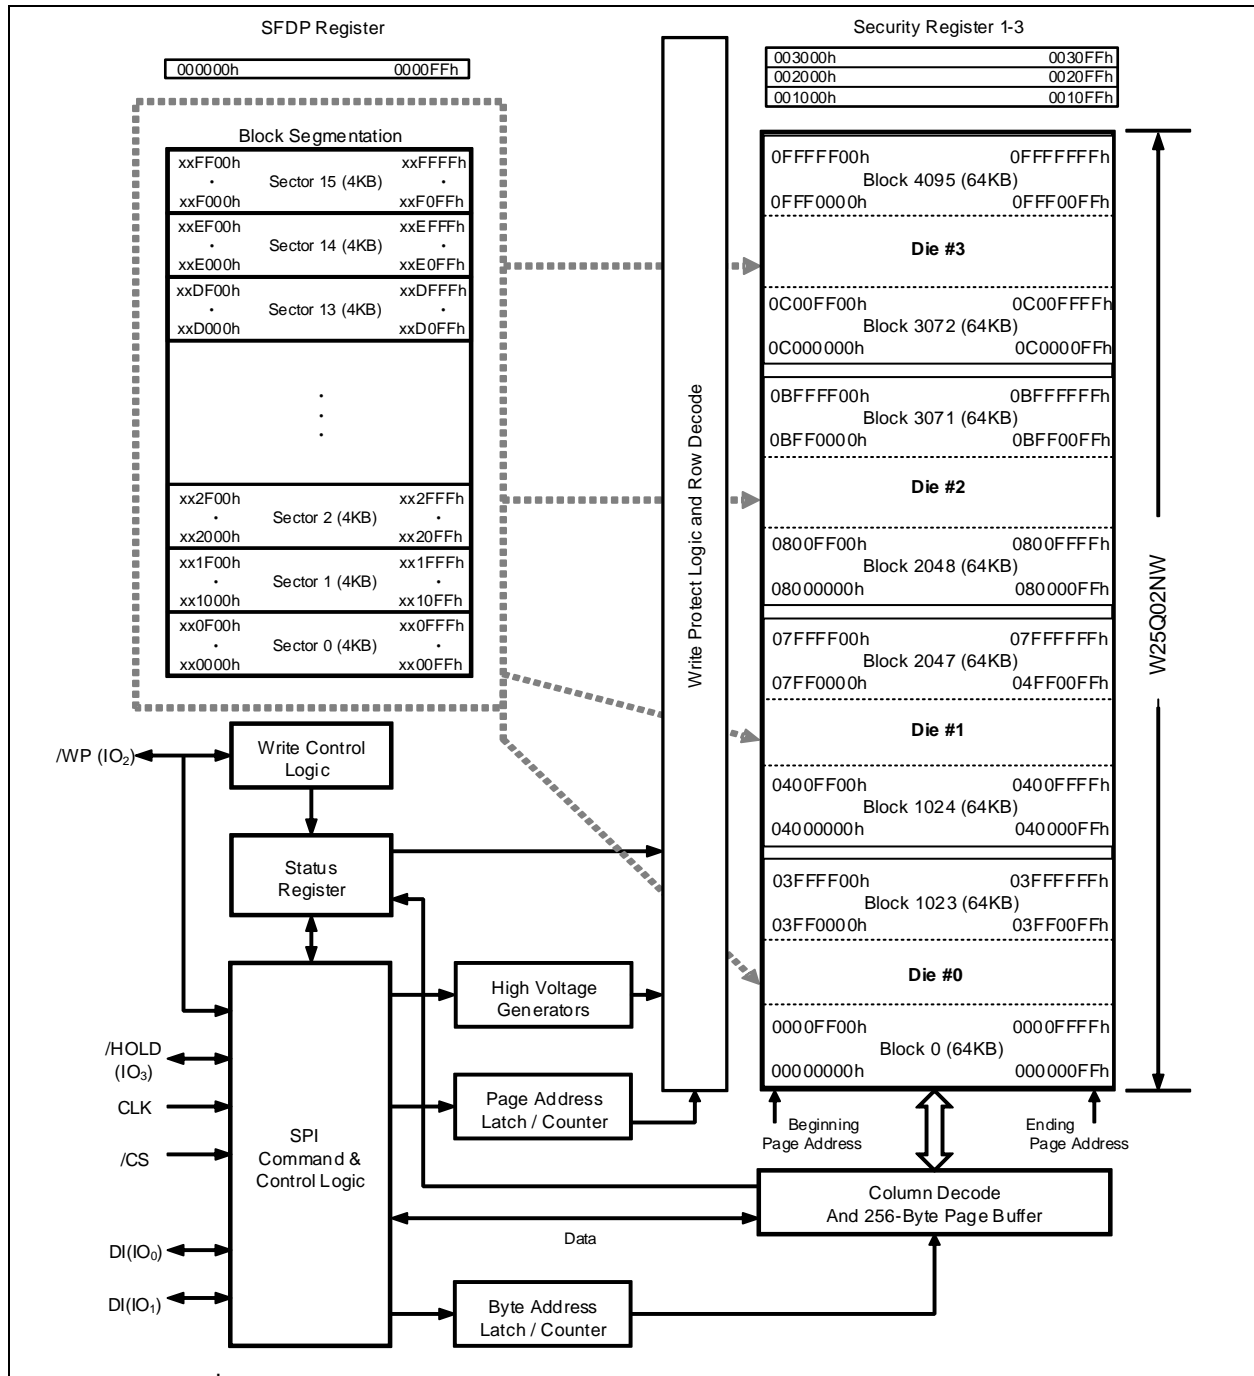 SFDP Register
000000h 0000FFh
Block Segmentation
xxFF00h xxFFFFh
Sector 15 (4KB)
xxF000h xxF0FFh
xxEF00h xxEFFFh
Sector 14 (4KB)
xxE000h xxE0FFh
xxDF00h xxDFFFh
Sector 13 (4KB)
xxD000h xxD0FFh
xx2F00h xx2FFFh
Sector 2 (4KB)
xx2000h xx20FFh
xx1F00h xx1FFFh
Sector 1 (4KB)
xx1000h xx10FFh
xx0F00h xx0FFFh
Sector 0 (4KB)
xx0000h xx00FFh
Write Protect Logic and Row Decode
Security Register 1-3
003000h 0030FFh
002000h 0020FFh
001000h 0010FFh
0FFFFF00h 0FFFFFFFh
Block 4095 (64KB)
0FFF0000h 0FFF00FFh
Die #3
0C00FF00h 0C00FFFFh
Block 3072 (64KB)
0C000000h 0C0000FFh
0BFFFF00h 0BFFFFFFh
Block 3071 (64KB)
0BFF0000h 0BFF00FFh
Die #2
0800FF00h 0800FFFFh
Block 2048 (64KB)
08000000h 080000FFh
07FFFF00h 07FFFFFFh
Block 2047 (64KB)
07FF0000h 04FF00FFh
Die #1
0400FF00h 0400FFFFh
Block 1024 (64KB)
04000000h 040000FFh
03FFFF00h 03FFFFFFh
Block 1023 (64KB)
03FF0000h 03FF00FFh
Die #0
0000FF00h 0000FFFFh
Block 0 (64KB)
00000000h 000000FFh
W25Q02NW
Beginning
Page Address
Ending
Page Address
/WP (IO2)
Write Control
Logic
Status
Register
High Voltage
Generators
/HOLD
(IO3)
CLK
/CS
Page Address
Latch / Counter
SPI
Command &
Control Logic
Column Decode
And 256-Byte Page Buffer
Data
DI(IO0)
DI(IO1)
Byte Address
Latch / Counter